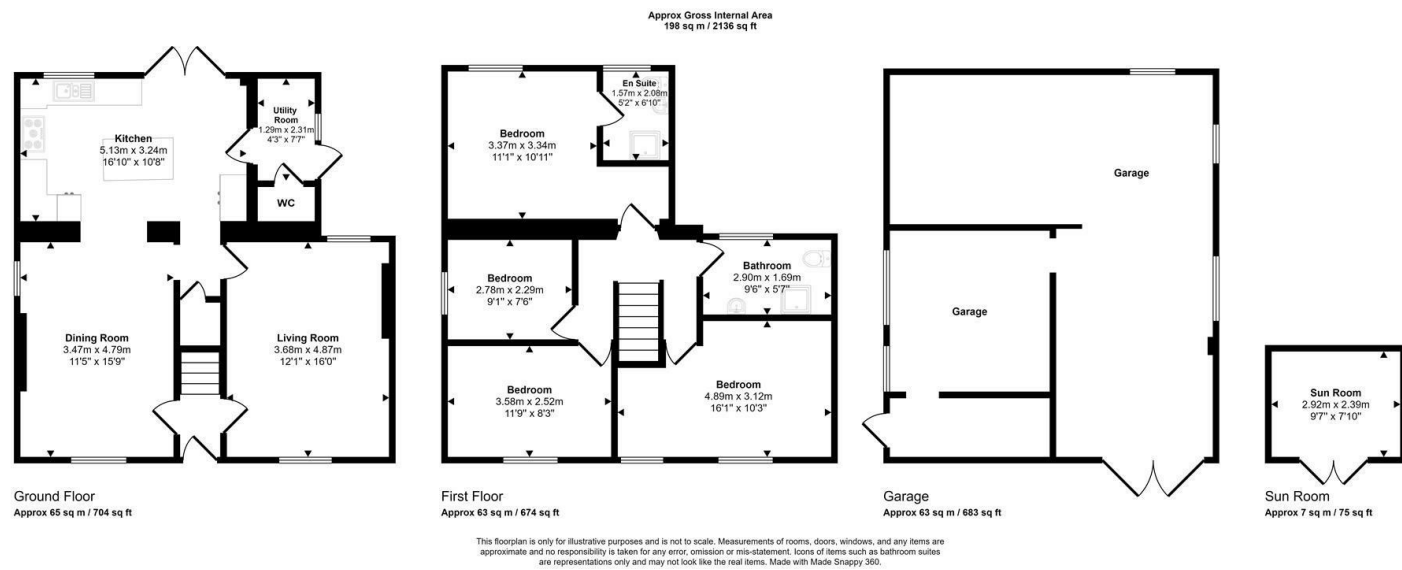 Approx Gross Internal Area
198 sq m / 2136 sq ft
Kitchen
5.13m x 3.24m
16'10" x 10'8"
Utility
Room
1.29m x 2.31m
4'3" x 7'7"
WC
Dining Room
3.47m x 4.79m
11'5" x 15'9"
Living Room
3.68m x 4.87m
12'1" x 16'0"
Ground Floor
Approx 65 sq m / 704 sq ft
Bedroom
3.37m x 3.34m
11'1" x 10'11"
En Suite
1.57m x 2.08m
5'2" x 6'10"
Bedroom
2.78m x 2.29m
9'1" x 7'6"
Bathroom
2.90m x 1.69m
9'6" x 5'7"
Bedroom
3.58m x 2.52m
11'9" x 8'3"
Bedroom
4.89m x 3.12m
16'1" x 10'3"
First Floor
Approx 63 sq m / 674 sq ft
Garage
Garage
Garage
Approx 63 sq m / 683 sq ft
Sun Room
2.92m x 2.39m
9'7" x 7'10"
Sun Room
Approx 7 sq m / 75 sq ft
This floorplan is only for illustrative purposes and is not to scale. Measurements of rooms, doors, windows, and any items are
approximate and no responsibility is taken for any error, omission or mis-statement. Icons of items such as bathroom suites
are representations only and may not look like the real items. Made with Made Snappy 360.